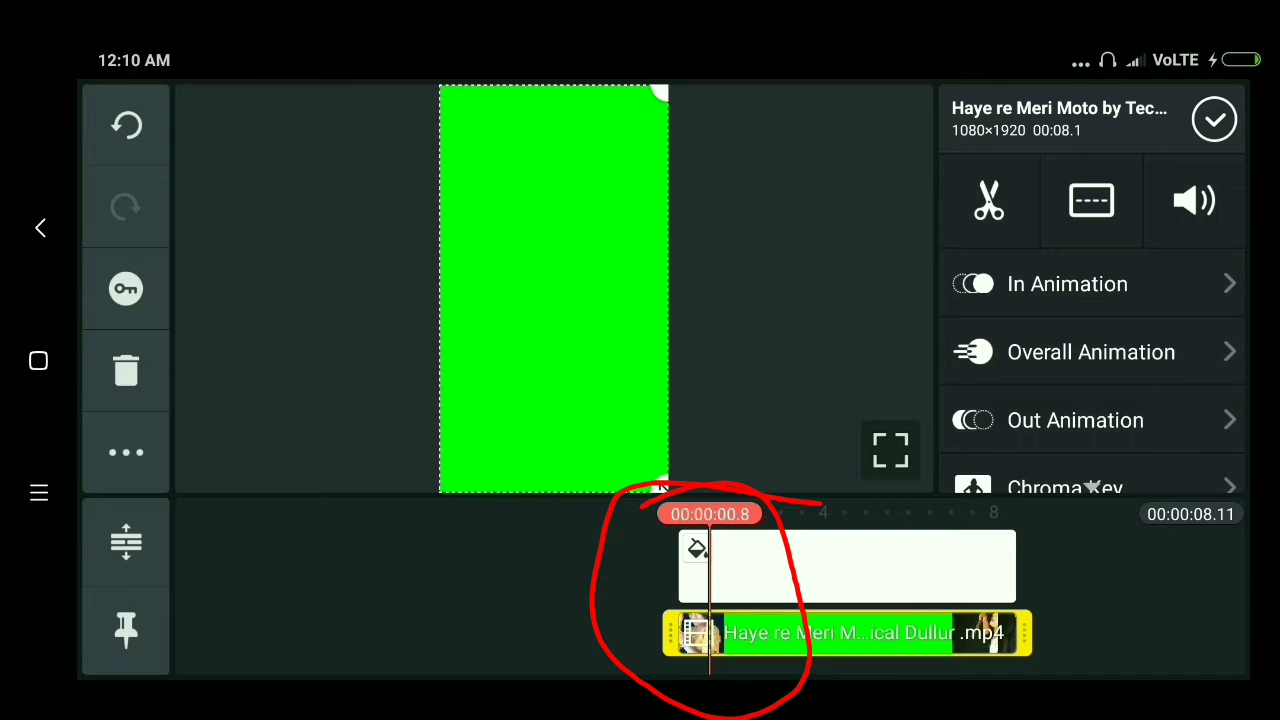 12:10 AM
... VoLTE
Haye re Meri Moto by Tec...
1080×1920 00:08.1
In Animation
Overall Animation
Out Animation
Chroma Key
00:00:00.8
4
8
00:00:08.11
Haye re Meri M...ical Dullur .mp4